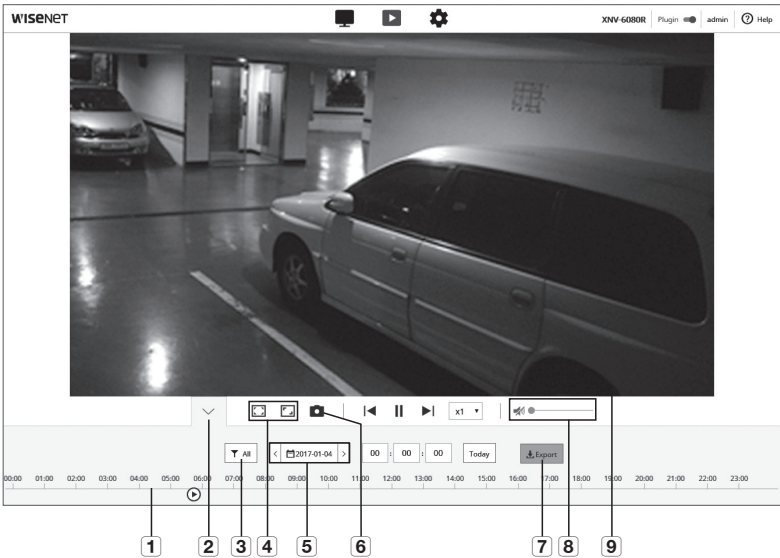 WISENET
XNV-6080R Plugin admin ? Help
x1
All
2017-01-04
00 : 00 : 00
Today
Export
00:00 01:00 02:00 03:00 04:00 05:00 06:00 07:00 08:00 09:00 10:00 11:00 12:00 13:00 14:00 15:00 16:00 17:00 18:00 19:00 20:00 21:00 22:00 23:00
1 2 3 4 5 6 7 8 9